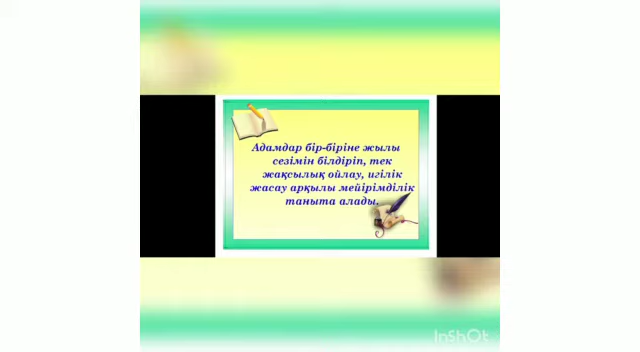 Адамдар бір-біріне жылы
сезімін білдіріп, тек
жақсылық ойлау, игілік
жасау арқылы мейірімділік
таныта алады.
InShOt